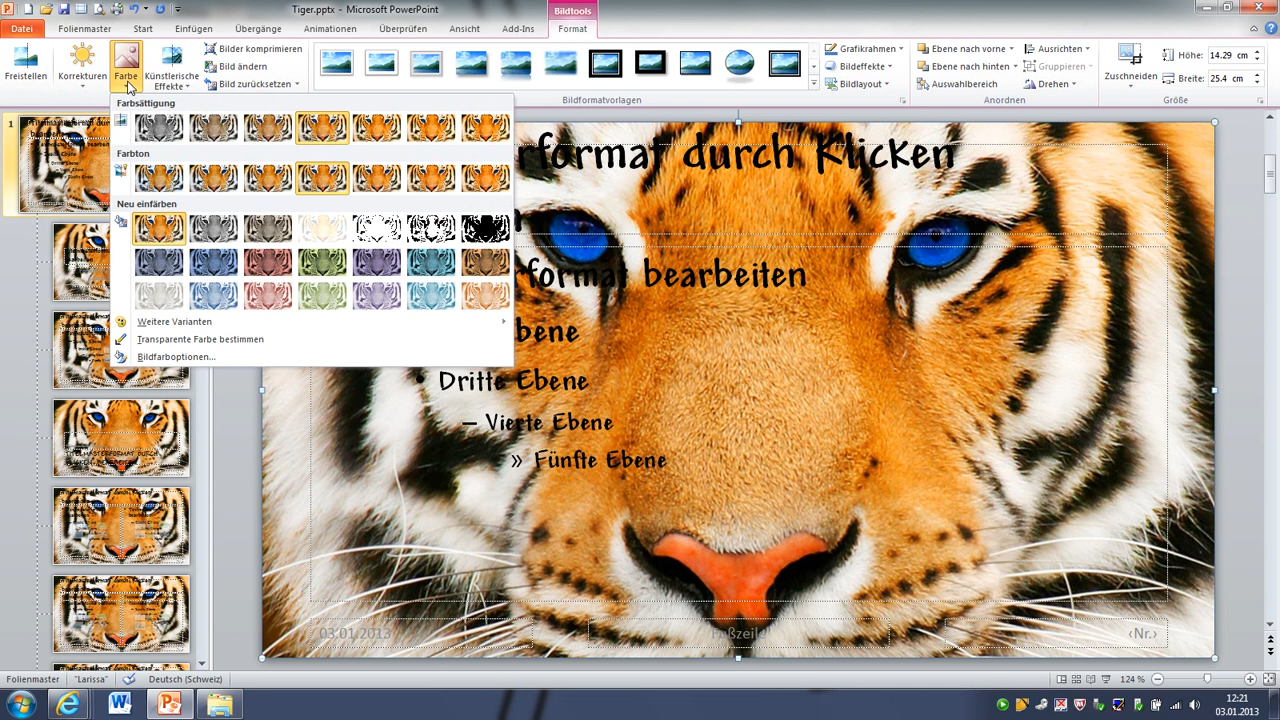 Tiger.pptx - Microsoft PowerPoint
Bildtools
Datei Folienmaster Start Einfügen Übergänge Animationen Überprüfen Ansicht Add-Ins Format
Freistellen
Korrekturen
Farbe
Künstlerische Effekte
Bilder komprimieren
Bild ändern
Bild zurücksetzen
Bildformatvorlagen
Grafikrahmen
Bildeffekte
Bildlayout
Ebene nach vorne
Ebene nach hinten
Auswahlbereich
Ausrichten
Gruppieren
Drehen
Anordnen
Zuschneiden
Höhe: 14.29 cm
Breite: 25.4 cm
Größe
Farbsättigung
Farbton
Neu einfärben
Weitere Varianten
Transparente Farbe bestimmen
Bildfarboptionen...
1
rformat durch Klicken
rformat bearbeiten
bene
• Dritte Ebene
– Vierte Ebene
» Fünfte Ebene
03.01.2013
ßzeile
‹Nr.›
Folienmaster "Larissa" Deutsch (Schweiz) 124 %
12:21
03.01.2013